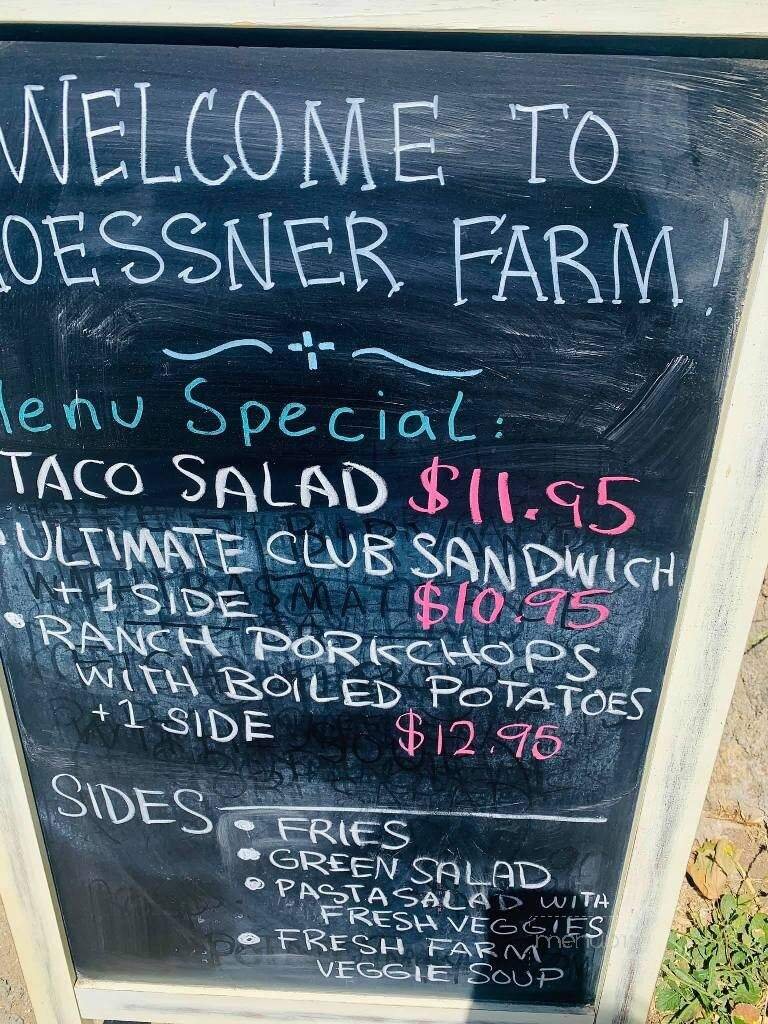 WELCOME TO
OESSNER FARM!
Menu Special:
TACO SALAD $11.95
• ULTIMATE CLUB SANDWICH
+ 1 SIDE $10.95
• RANCH PORKCHOPS
WITH BOILED POTATOES
+ 1 SIDE $12.95
SIDES
• FRIES
• GREEN SALAD
• PASTA SALAD WITH
FRESH VEGGIES
• FRESH FARM
VEGGIE SOUP